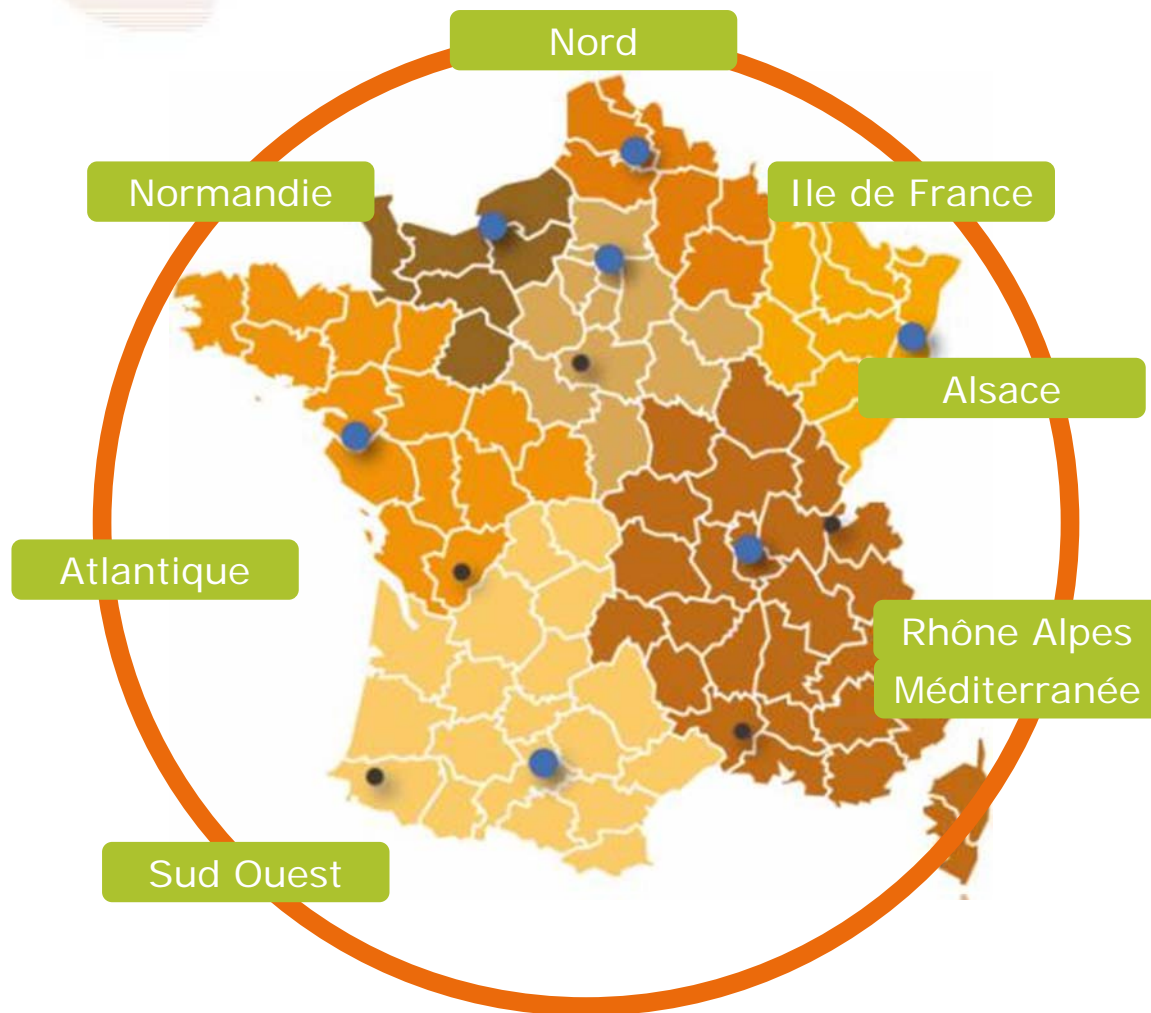 Nord
Normandie
Ile de France
Alsace
Atlantique
Rhône Alpes
Méditerranée
Sud Ouest